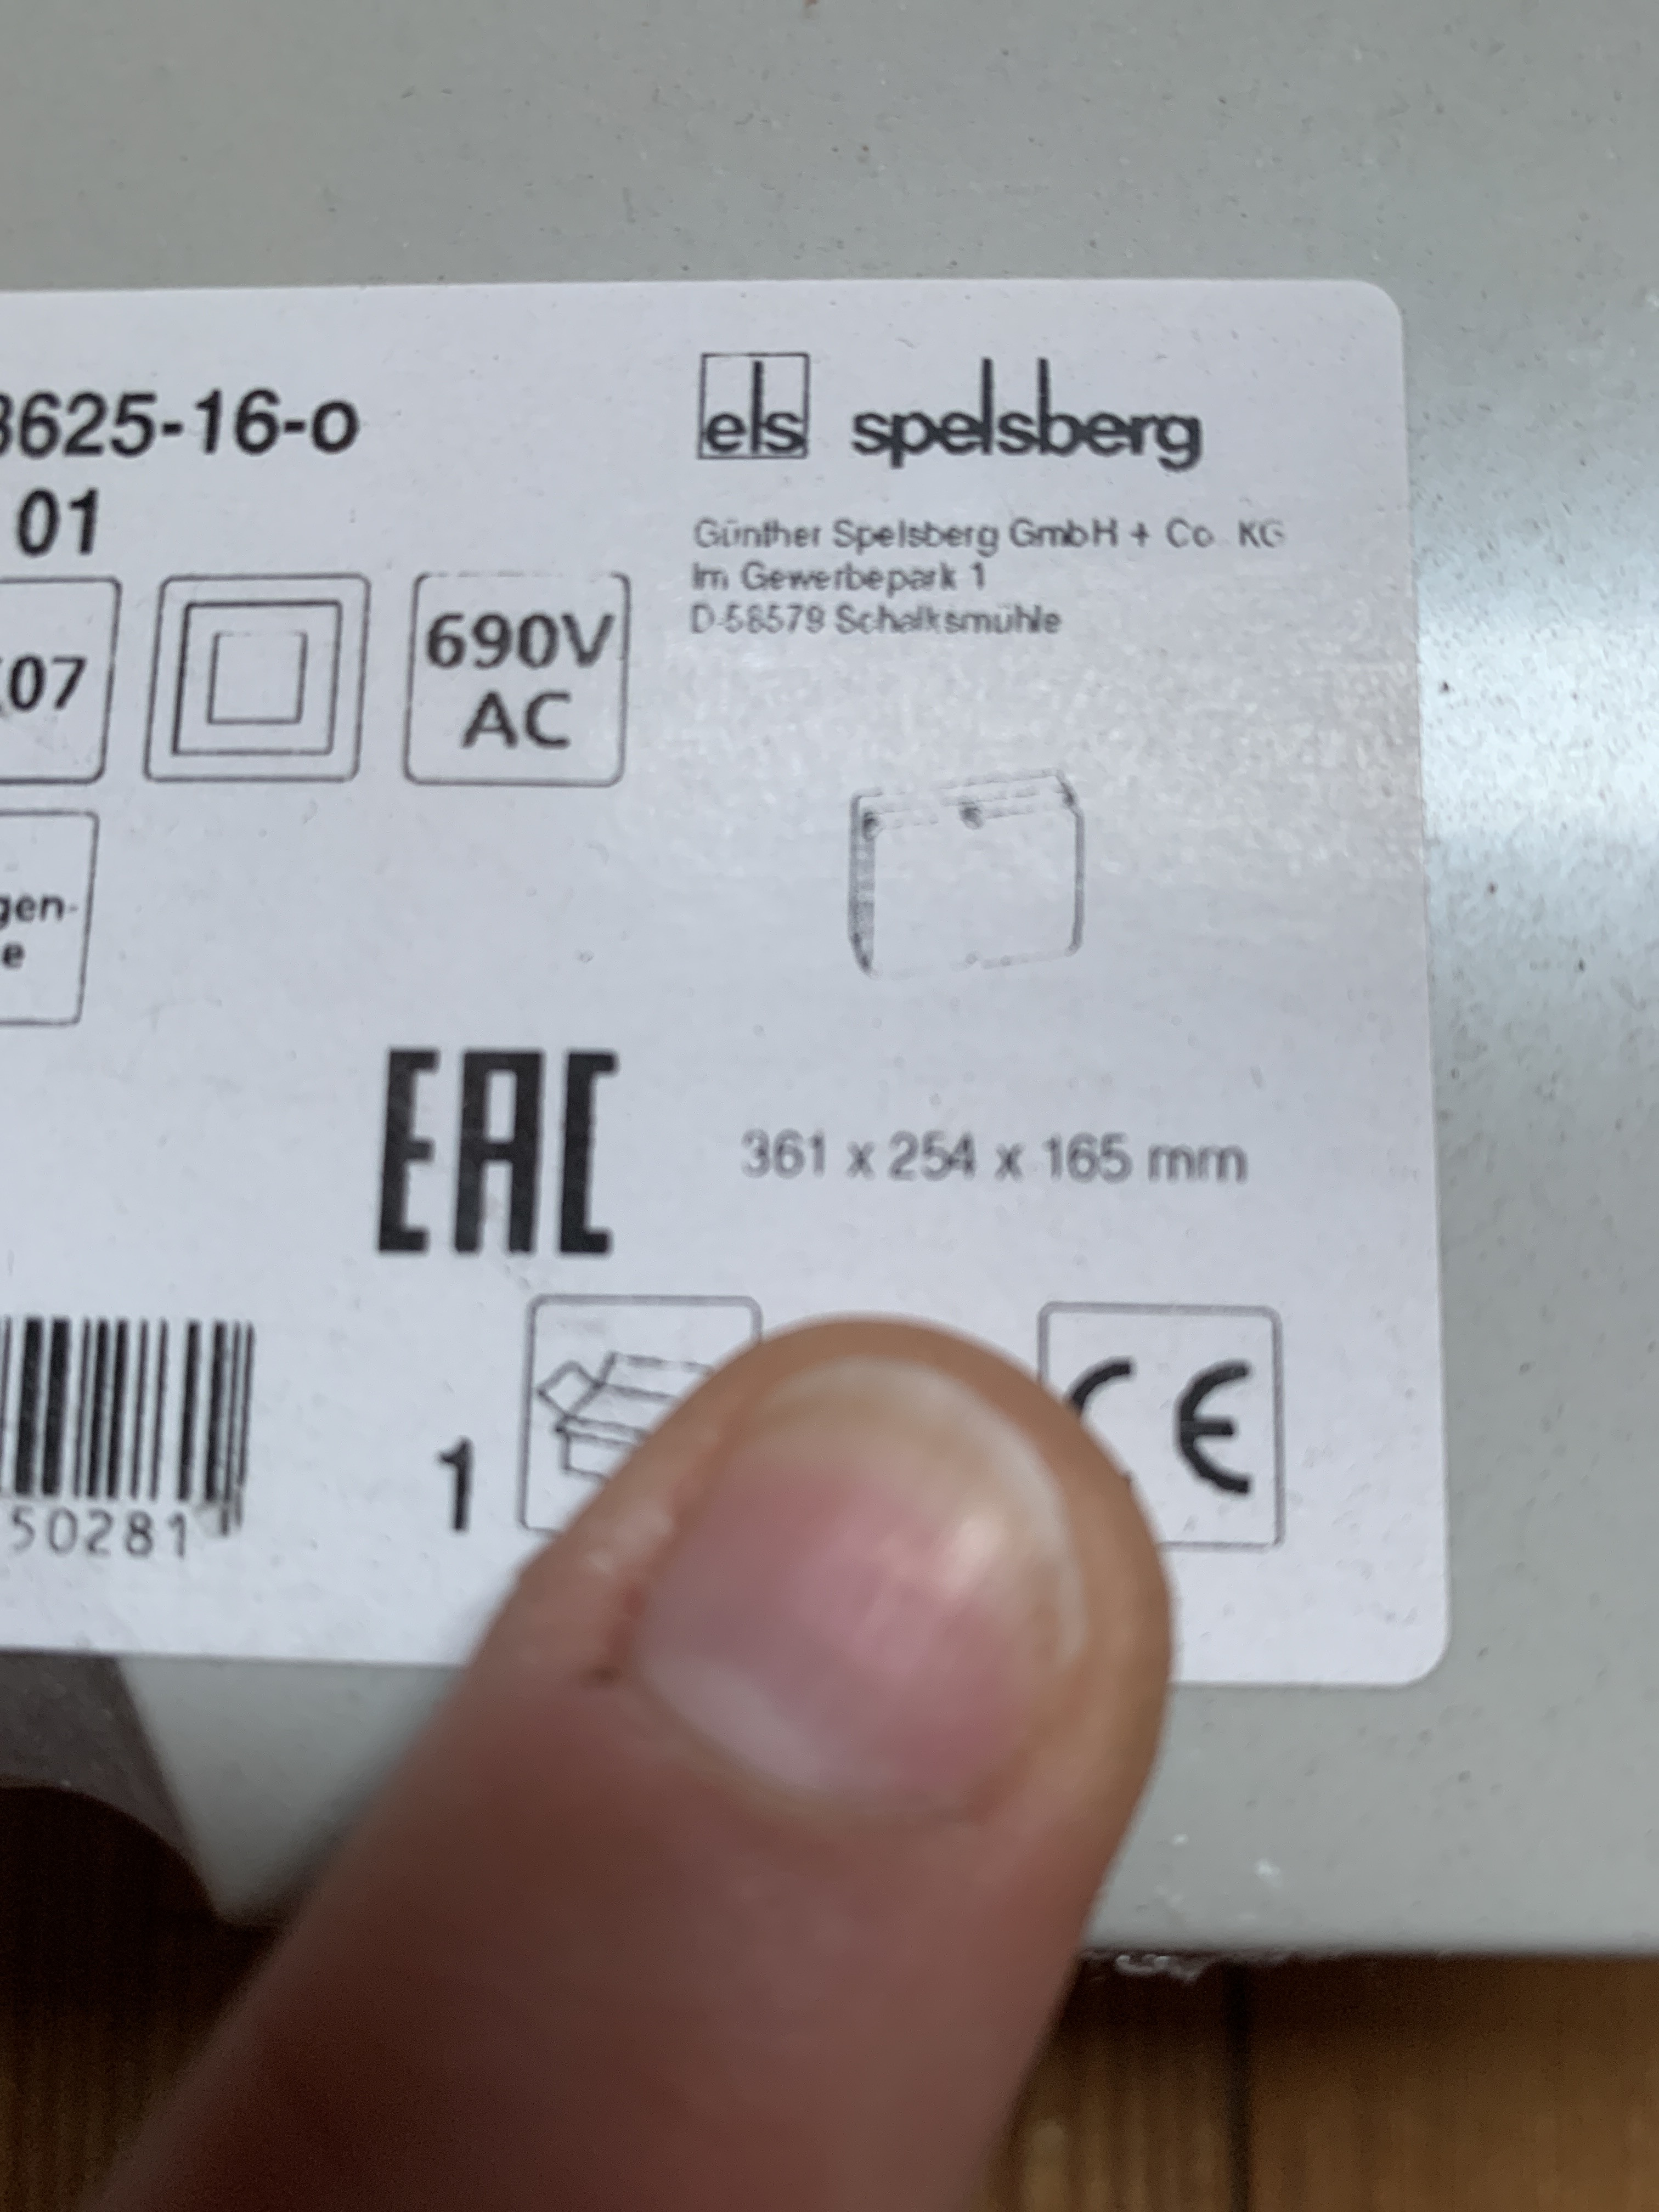 3625-16-o
01
els spelsberg
Günther Spelsberg GmbH + Co. KG
Im Gewerbepark 1
D-58579 Schalksmühle
07
690V
AC
gen-
e
EAC
361 x 254 x 165 mm
50281
1
CE